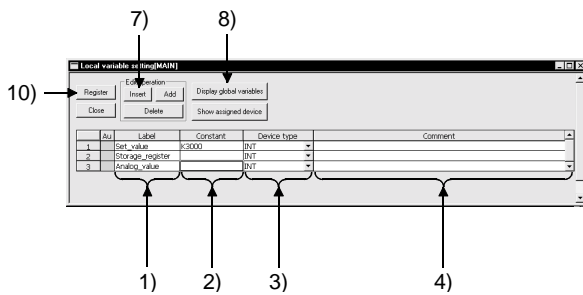 7)
8)
Local variable setting[MAIN]
10)
Register
Edit operation
Insert
Add
Display global variables
Close
Delete
Show assigned device
Au Label Constant Device type Comment
1 Set_value K3000 INT
2 Storage_register INT
3 Analog_value INT
1)
2)
3)
4)